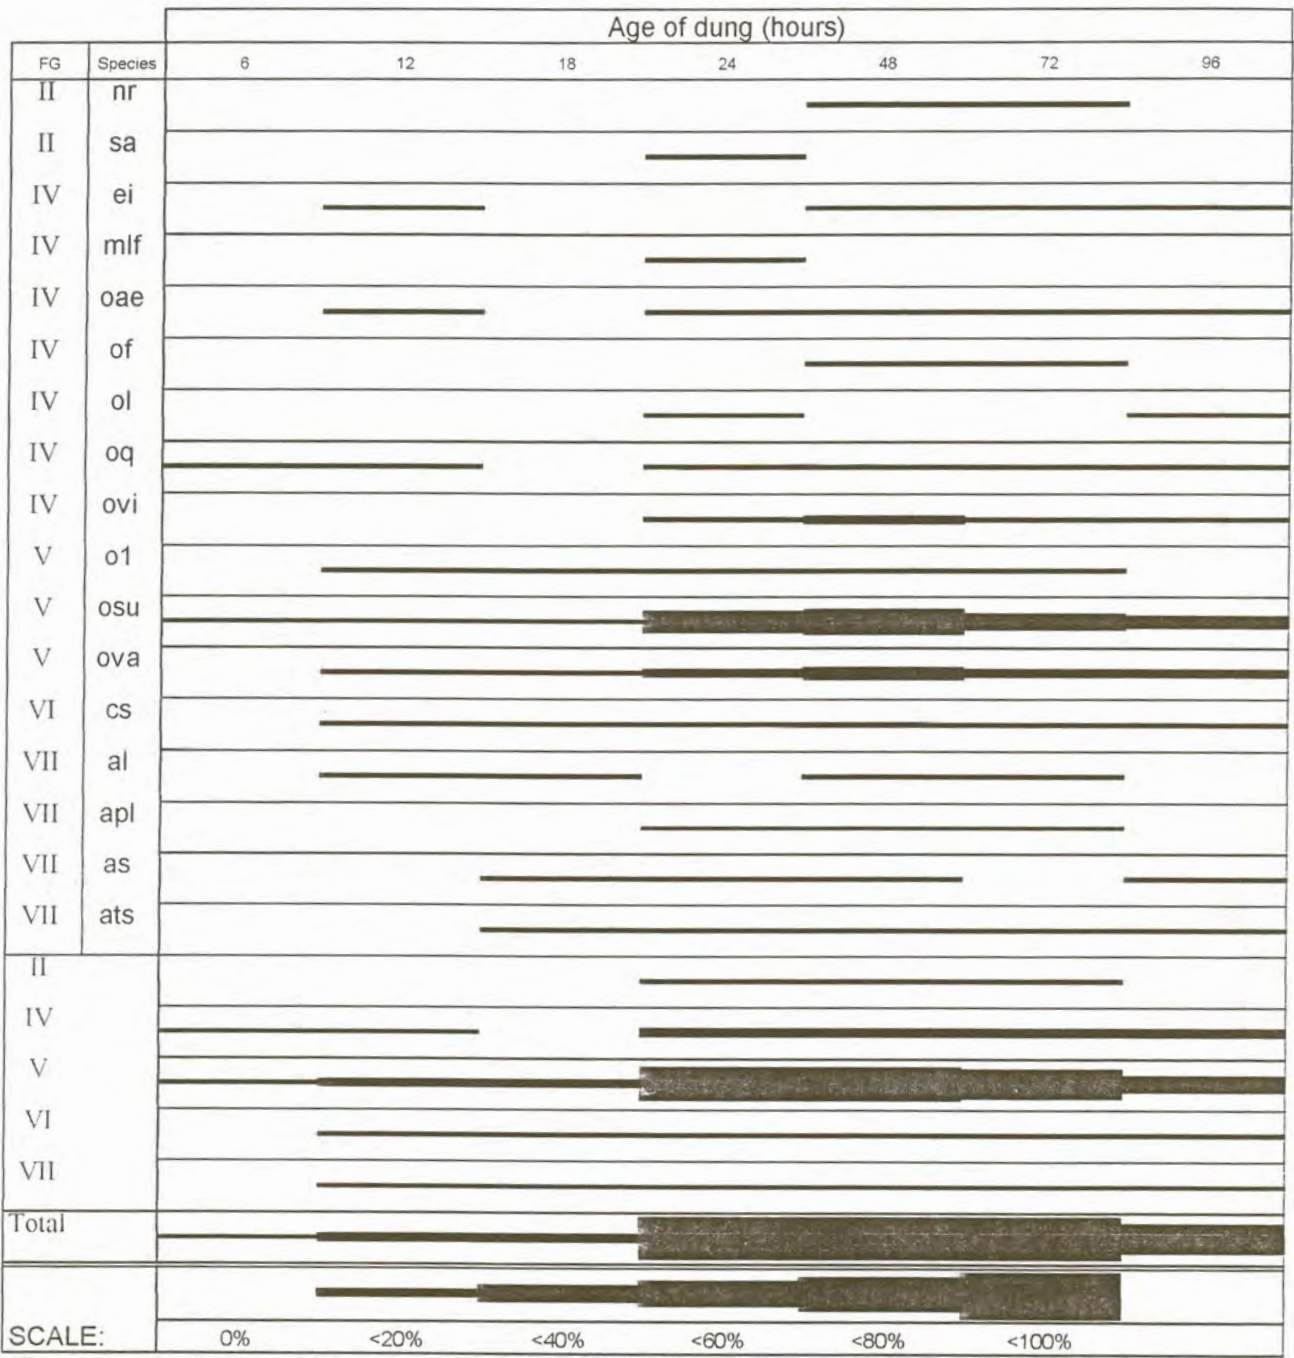 Age of dung (hours)
FG Species 6 12 18 24 48 72 96
II nr
II sa
IV ei
IV mlf
IV oae
IV of
IV ol
IV oq
IV ovi
V o1
V osu
V ova
VI cs
VII al
VII apl
VII as
VII ats
II
IV
V
VI
VII
Total
SCALE: 0% <20% <40% <60% <80% <100%